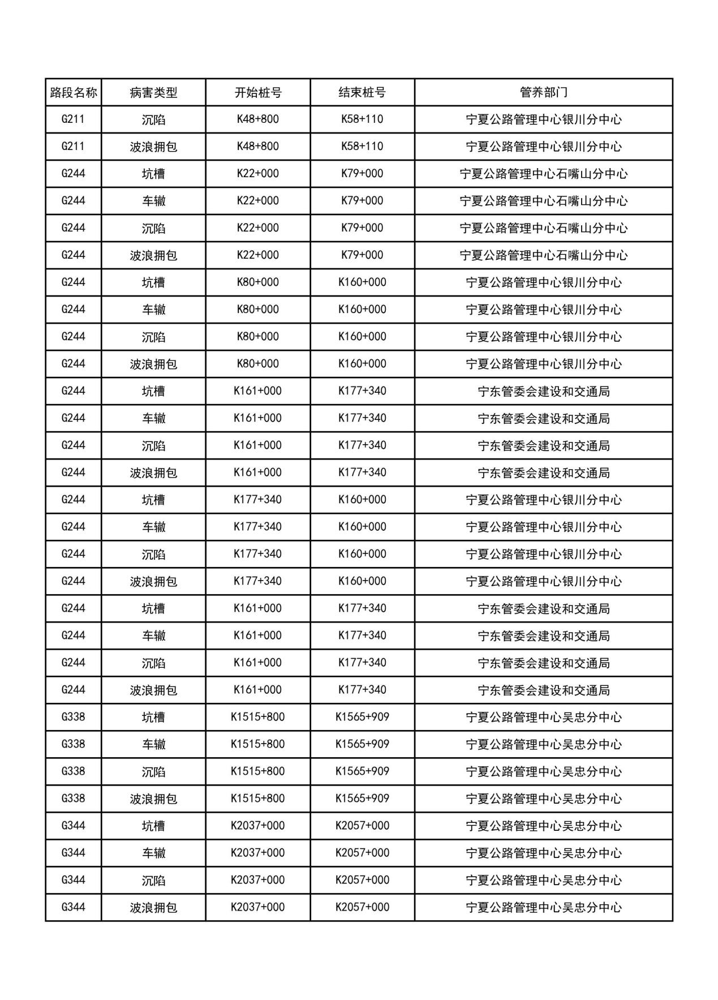 路段名称 病害类型 开始桩号 结束桩号 管养部门
G211 沉陷 K48+800 K58+110 宁夏公路管理中心银川分中心
G211 波浪拥包 K48+800 K58+110 宁夏公路管理中心银川分中心
G244 坑槽 K22+000 K79+000 宁夏公路管理中心石嘴山分中心
G244 车辙 K22+000 K79+000 宁夏公路管理中心石嘴山分中心
G244 沉陷 K22+000 K79+000 宁夏公路管理中心石嘴山分中心
G244 波浪拥包 K22+000 K79+000 宁夏公路管理中心石嘴山分中心
G244 坑槽 K80+000 K160+000 宁夏公路管理中心银川分中心
G244 车辙 K80+000 K160+000 宁夏公路管理中心银川分中心
G244 沉陷 K80+000 K160+000 宁夏公路管理中心银川分中心
G244 波浪拥包 K80+000 K160+000 宁夏公路管理中心银川分中心
G244 坑槽 K161+000 K177+340 宁东管委会建设和交通局
G244 车辙 K161+000 K177+340 宁东管委会建设和交通局
G244 沉陷 K161+000 K177+340 宁东管委会建设和交通局
G244 波浪拥包 K161+000 K177+340 宁东管委会建设和交通局
G244 坑槽 K177+340 K160+000 宁夏公路管理中心银川分中心
G244 车辙 K177+340 K160+000 宁夏公路管理中心银川分中心
G244 沉陷 K177+340 K160+000 宁夏公路管理中心银川分中心
G244 波浪拥包 K177+340 K160+000 宁夏公路管理中心银川分中心
G244 坑槽 K161+000 K177+340 宁东管委会建设和交通局
G244 车辙 K161+000 K177+340 宁东管委会建设和交通局
G244 沉陷 K161+000 K177+340 宁东管委会建设和交通局
G244 波浪拥包 K161+000 K177+340 宁东管委会建设和交通局
G338 坑槽 K1515+800 K1565+909 宁夏公路管理中心吴忠分中心
G338 车辙 K1515+800 K1565+909 宁夏公路管理中心吴忠分中心
G338 沉陷 K1515+800 K1565+909 宁夏公路管理中心吴忠分中心
G338 波浪拥包 K1515+800 K1565+909 宁夏公路管理中心吴忠分中心
G344 坑槽 K2037+000 K2057+000 宁夏公路管理中心吴忠分中心
G344 车辙 K2037+000 K2057+000 宁夏公路管理中心吴忠分中心
G344 沉陷 K2037+000 K2057+000 宁夏公路管理中心吴忠分中心
G344 波浪拥包 K2037+000 K2057+000 宁夏公路管理中心吴忠分中心